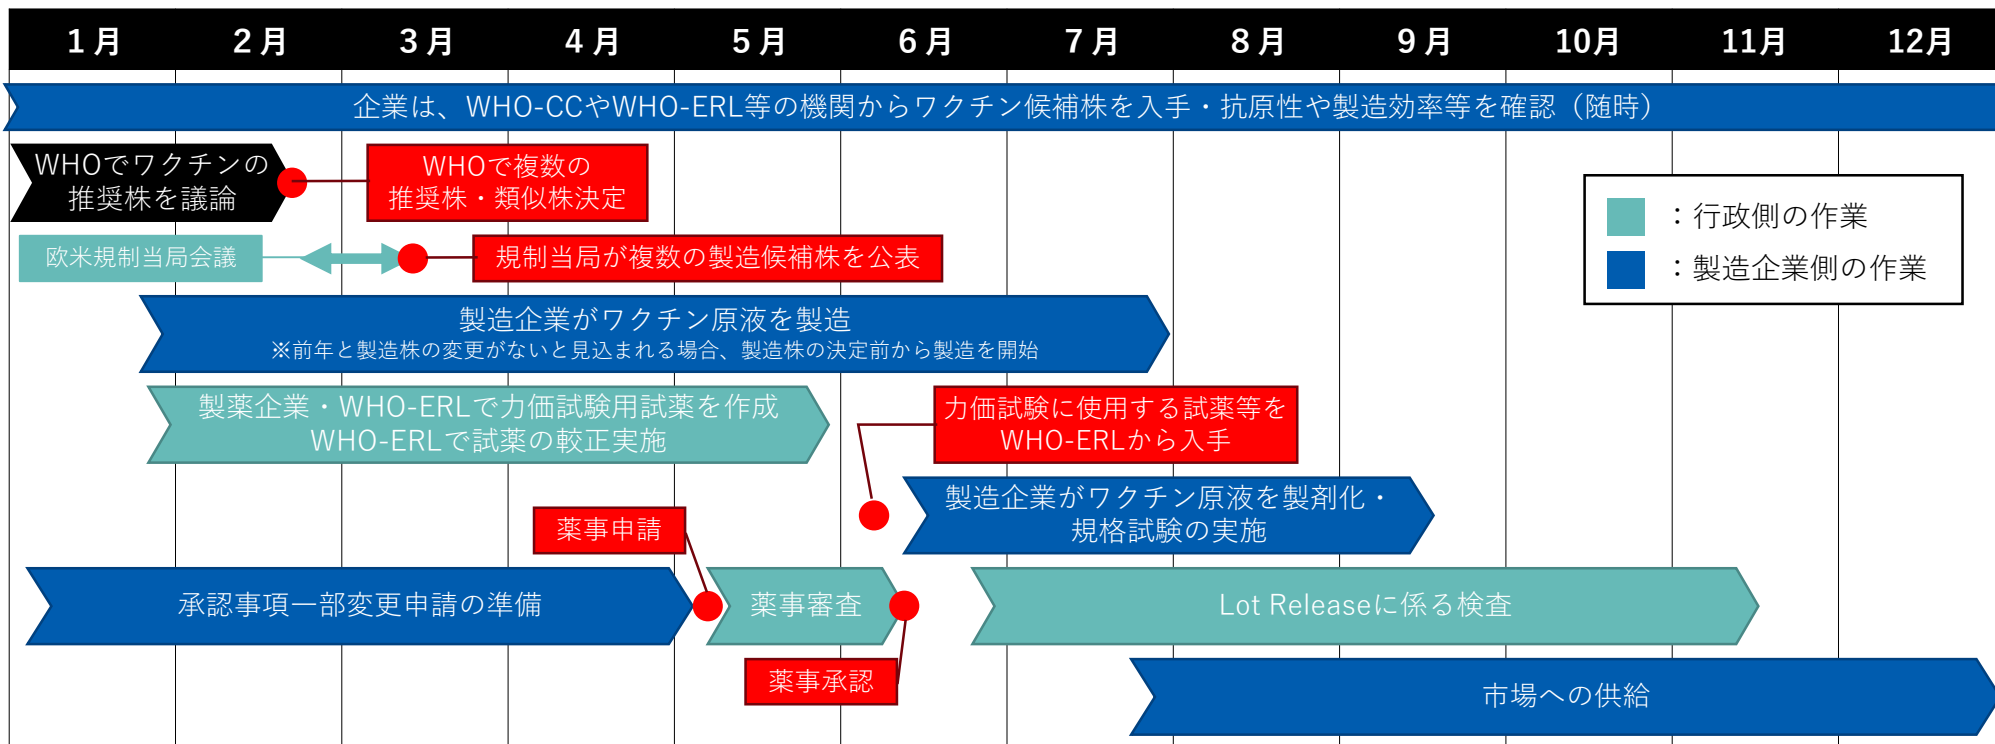 1月 2月 3月 4月 5月 6月 7月 8月 9月 10月 11月 12月
企業は、WHO-CCやWHO-ERL等の機関からワクチン候補株を入手・抗原性や製造効率等を確認（随時）
WHOでワクチンの
推奨株を議論
WHOで複数の
推奨株・類似株決定
：行政側の作業
：製造企業側の作業
欧米規制当局会議
規制当局が複数の製造候補株を公表
製造企業がワクチン原液を製造
※前年と製造株の変更がないと見込まれる場合、製造株の決定前から製造を開始
製薬企業・WHO-ERLで力価試験用試薬を作成
WHO-ERLで試薬の較正実施
力価試験に使用する試薬等を
WHO-ERLから入手
製造企業がワクチン原液を製剤化・
規格試験の実施
薬事申請
承認事項一部変更申請の準備
薬事審査
Lot Releaseに係る検査
薬事承認
市場への供給